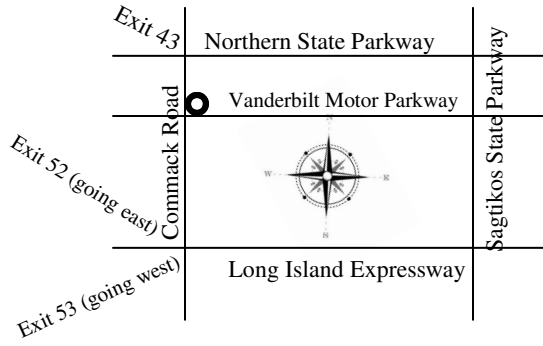 Exit 43
Northern State Parkway
Vanderbilt Motor Parkway
Commack Road
Sagtikos State Parkway
N
W
E
S
Exit 52 (going east)
Long Island Expressway
Exit 53 (going west)